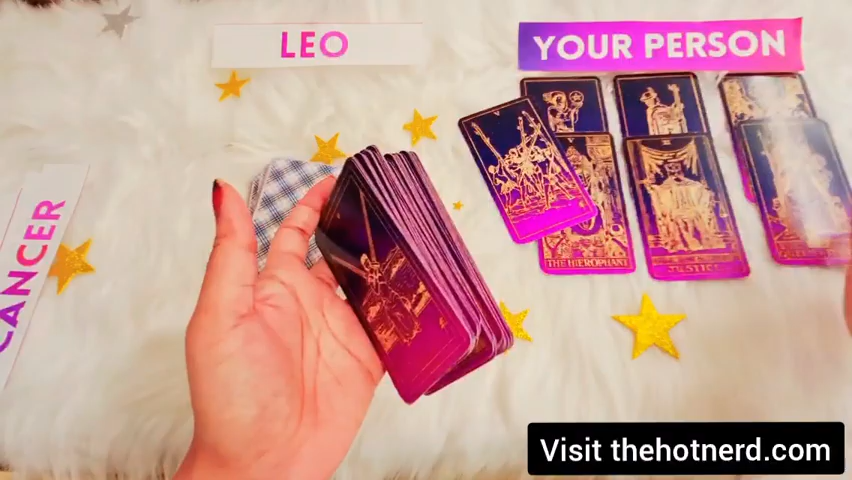 LEO
YOUR PERSON
CANCER
V
THE HIEROPHANT
JUSTICE
Visit thehotnerd.com